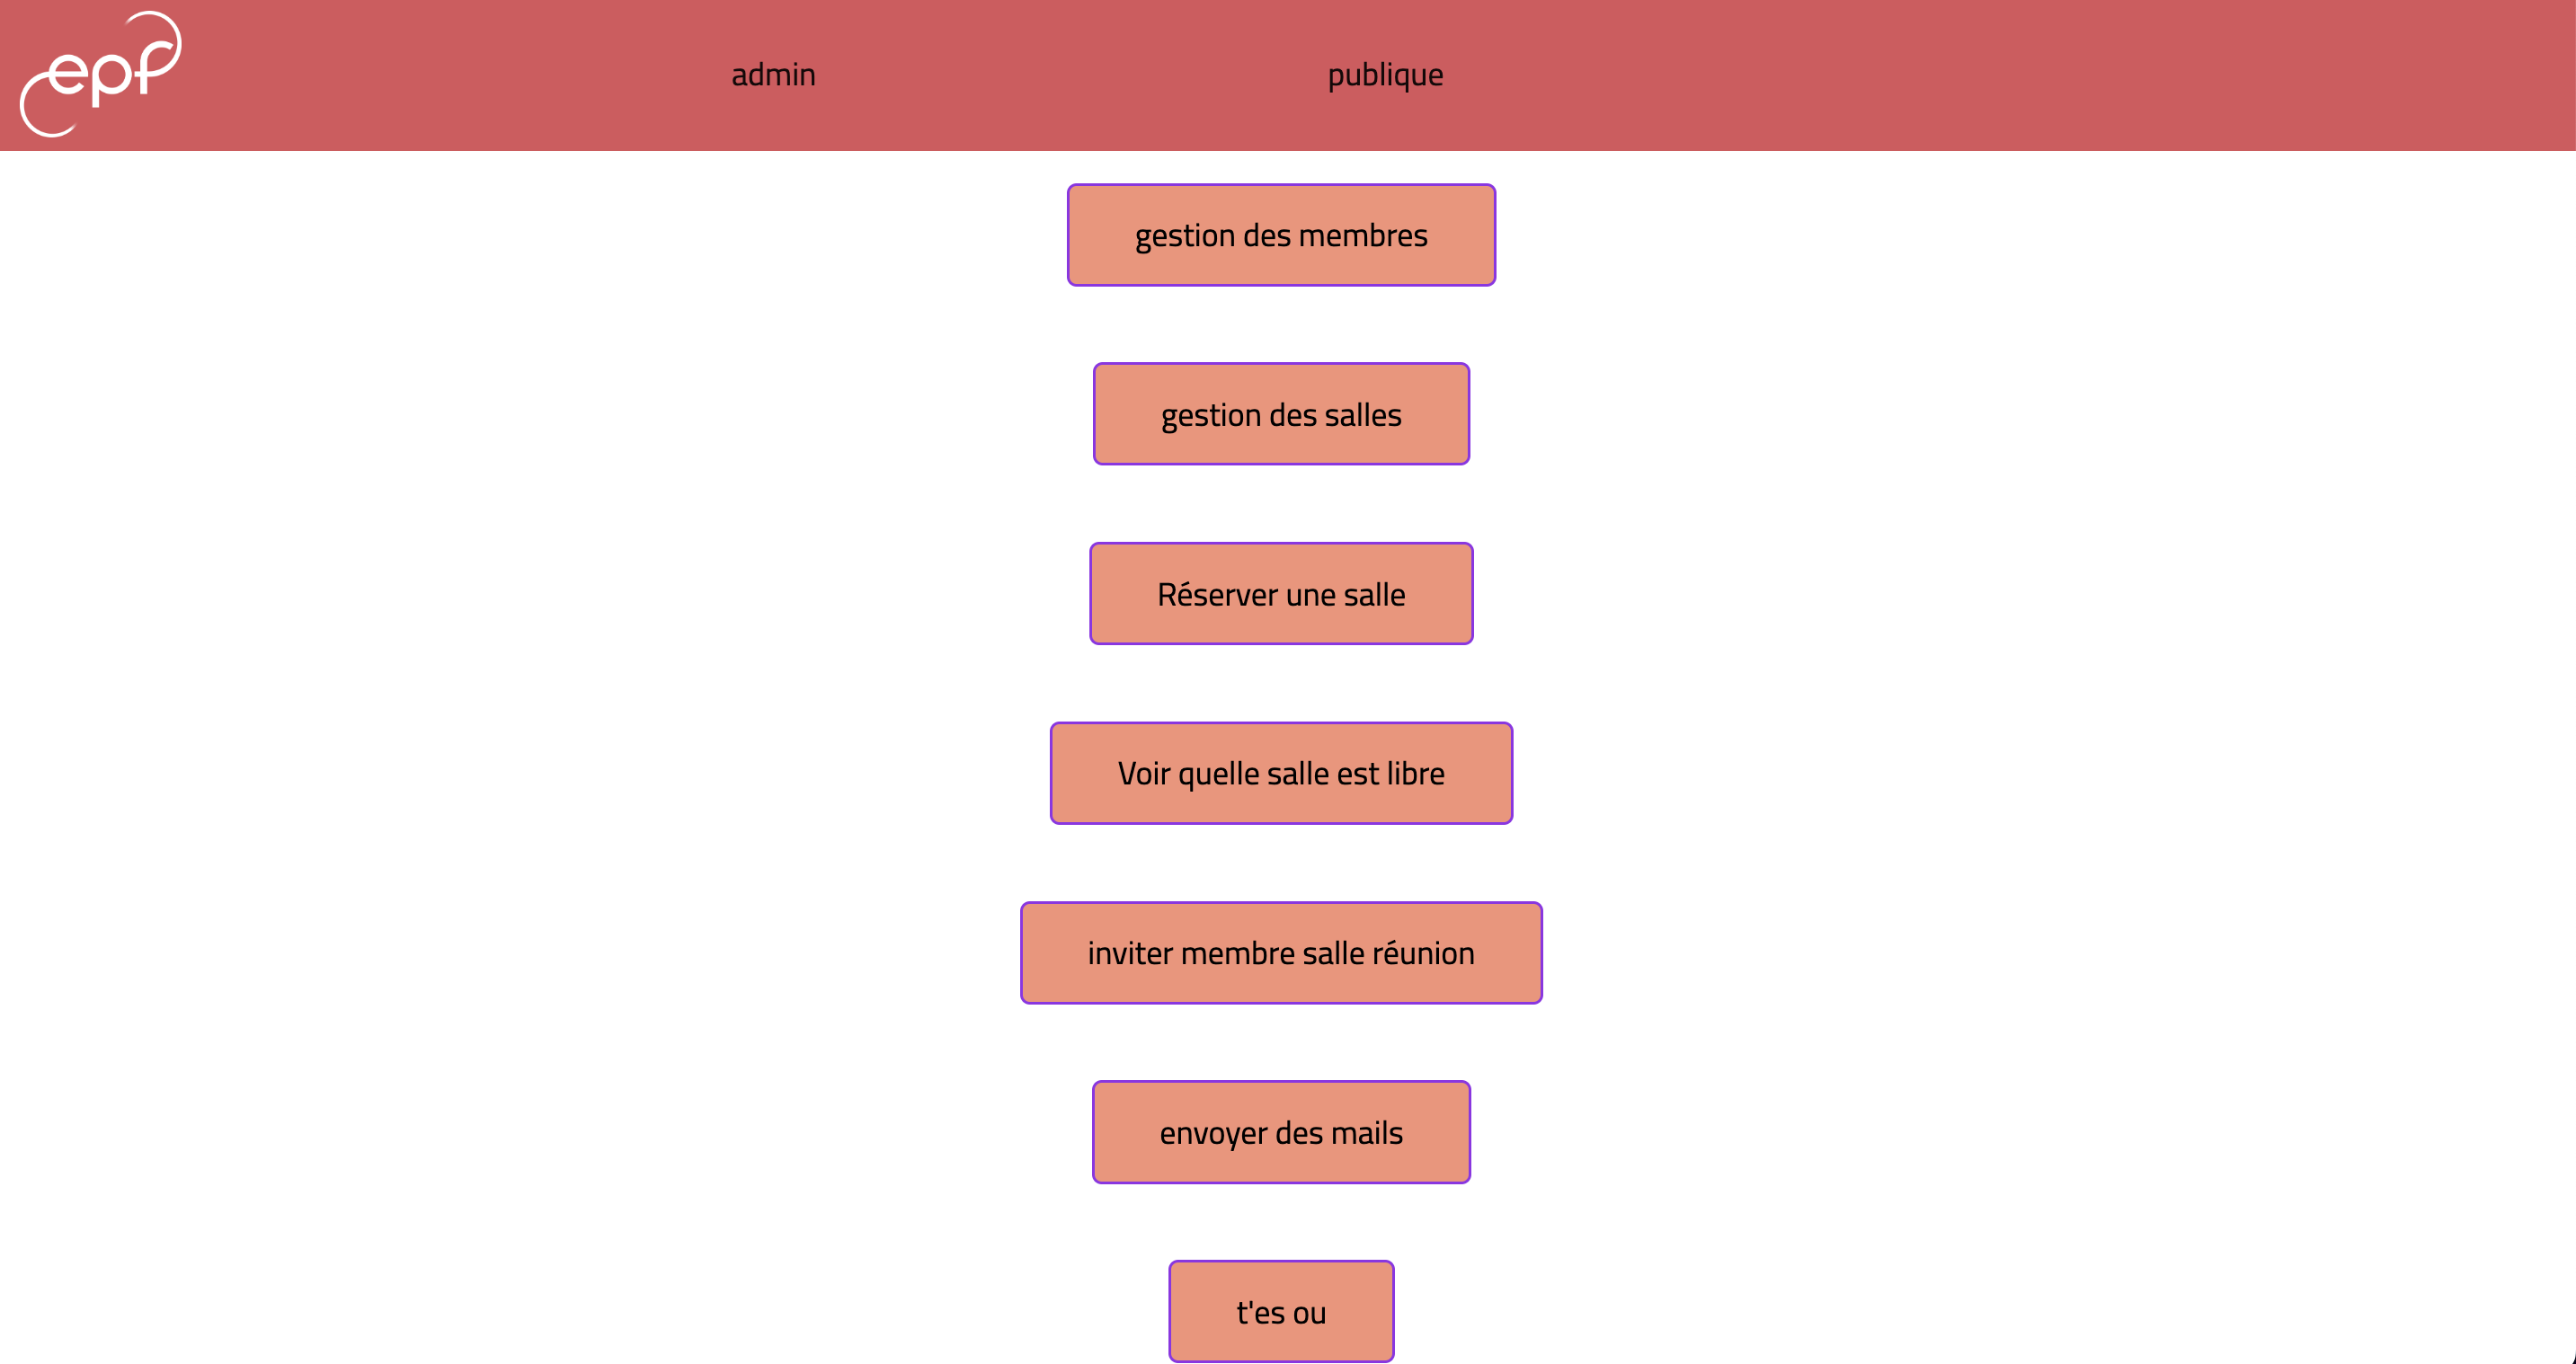 epf
admin
publique
gestion des membres
gestion des salles
Réserver une salle
Voir quelle salle est libre
inviter membre salle réunion
envoyer des mails
t'es ou